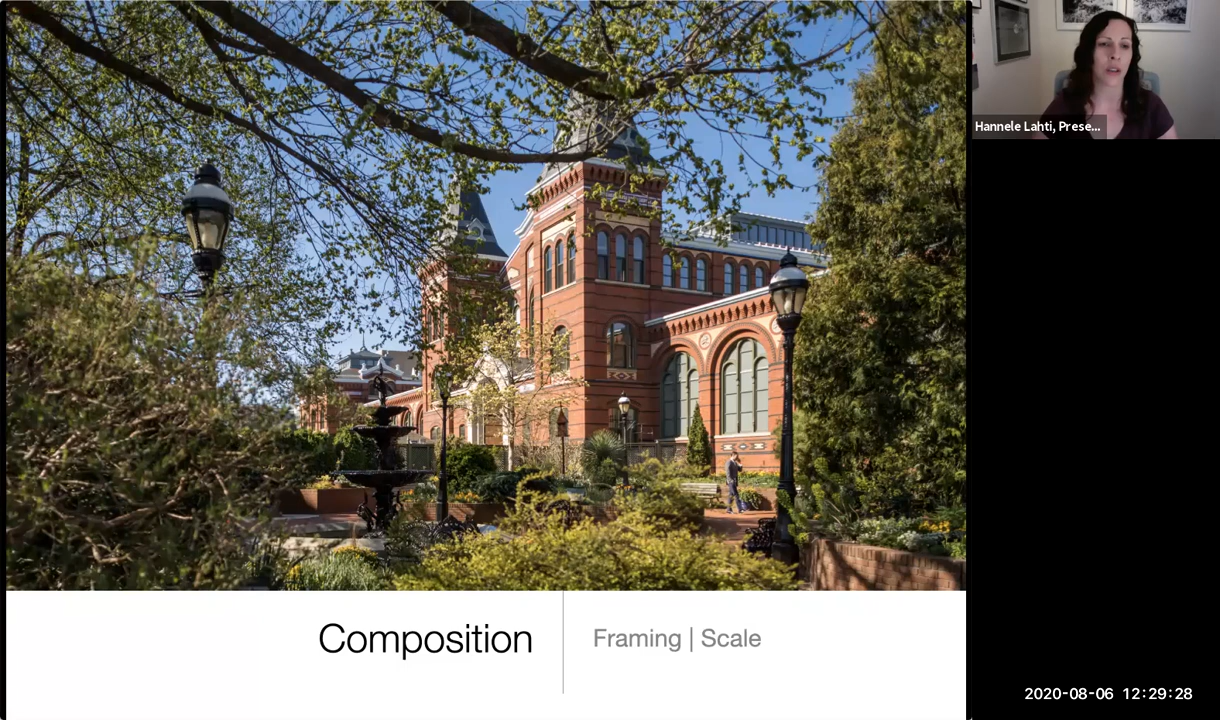 Hannele Lahti, Prese...
Composition
Framing | Scale
2020-08-06 12:29:28